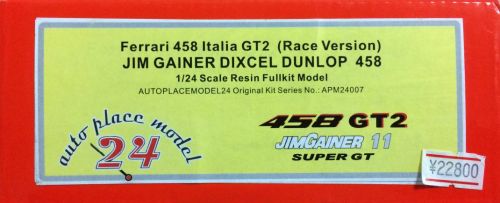 Ferrari 458 Italia GT2 (Race Version)
JIM GAINER DIXCEL DUNLOP 458
1/24 Scale Resin Fullkit Model
AUTOPLACEMODEL24 Original Kit Series No.: APM24007
auto place model
24
458 GT2
JIMGAINER 11
SUPER GT
¥22800